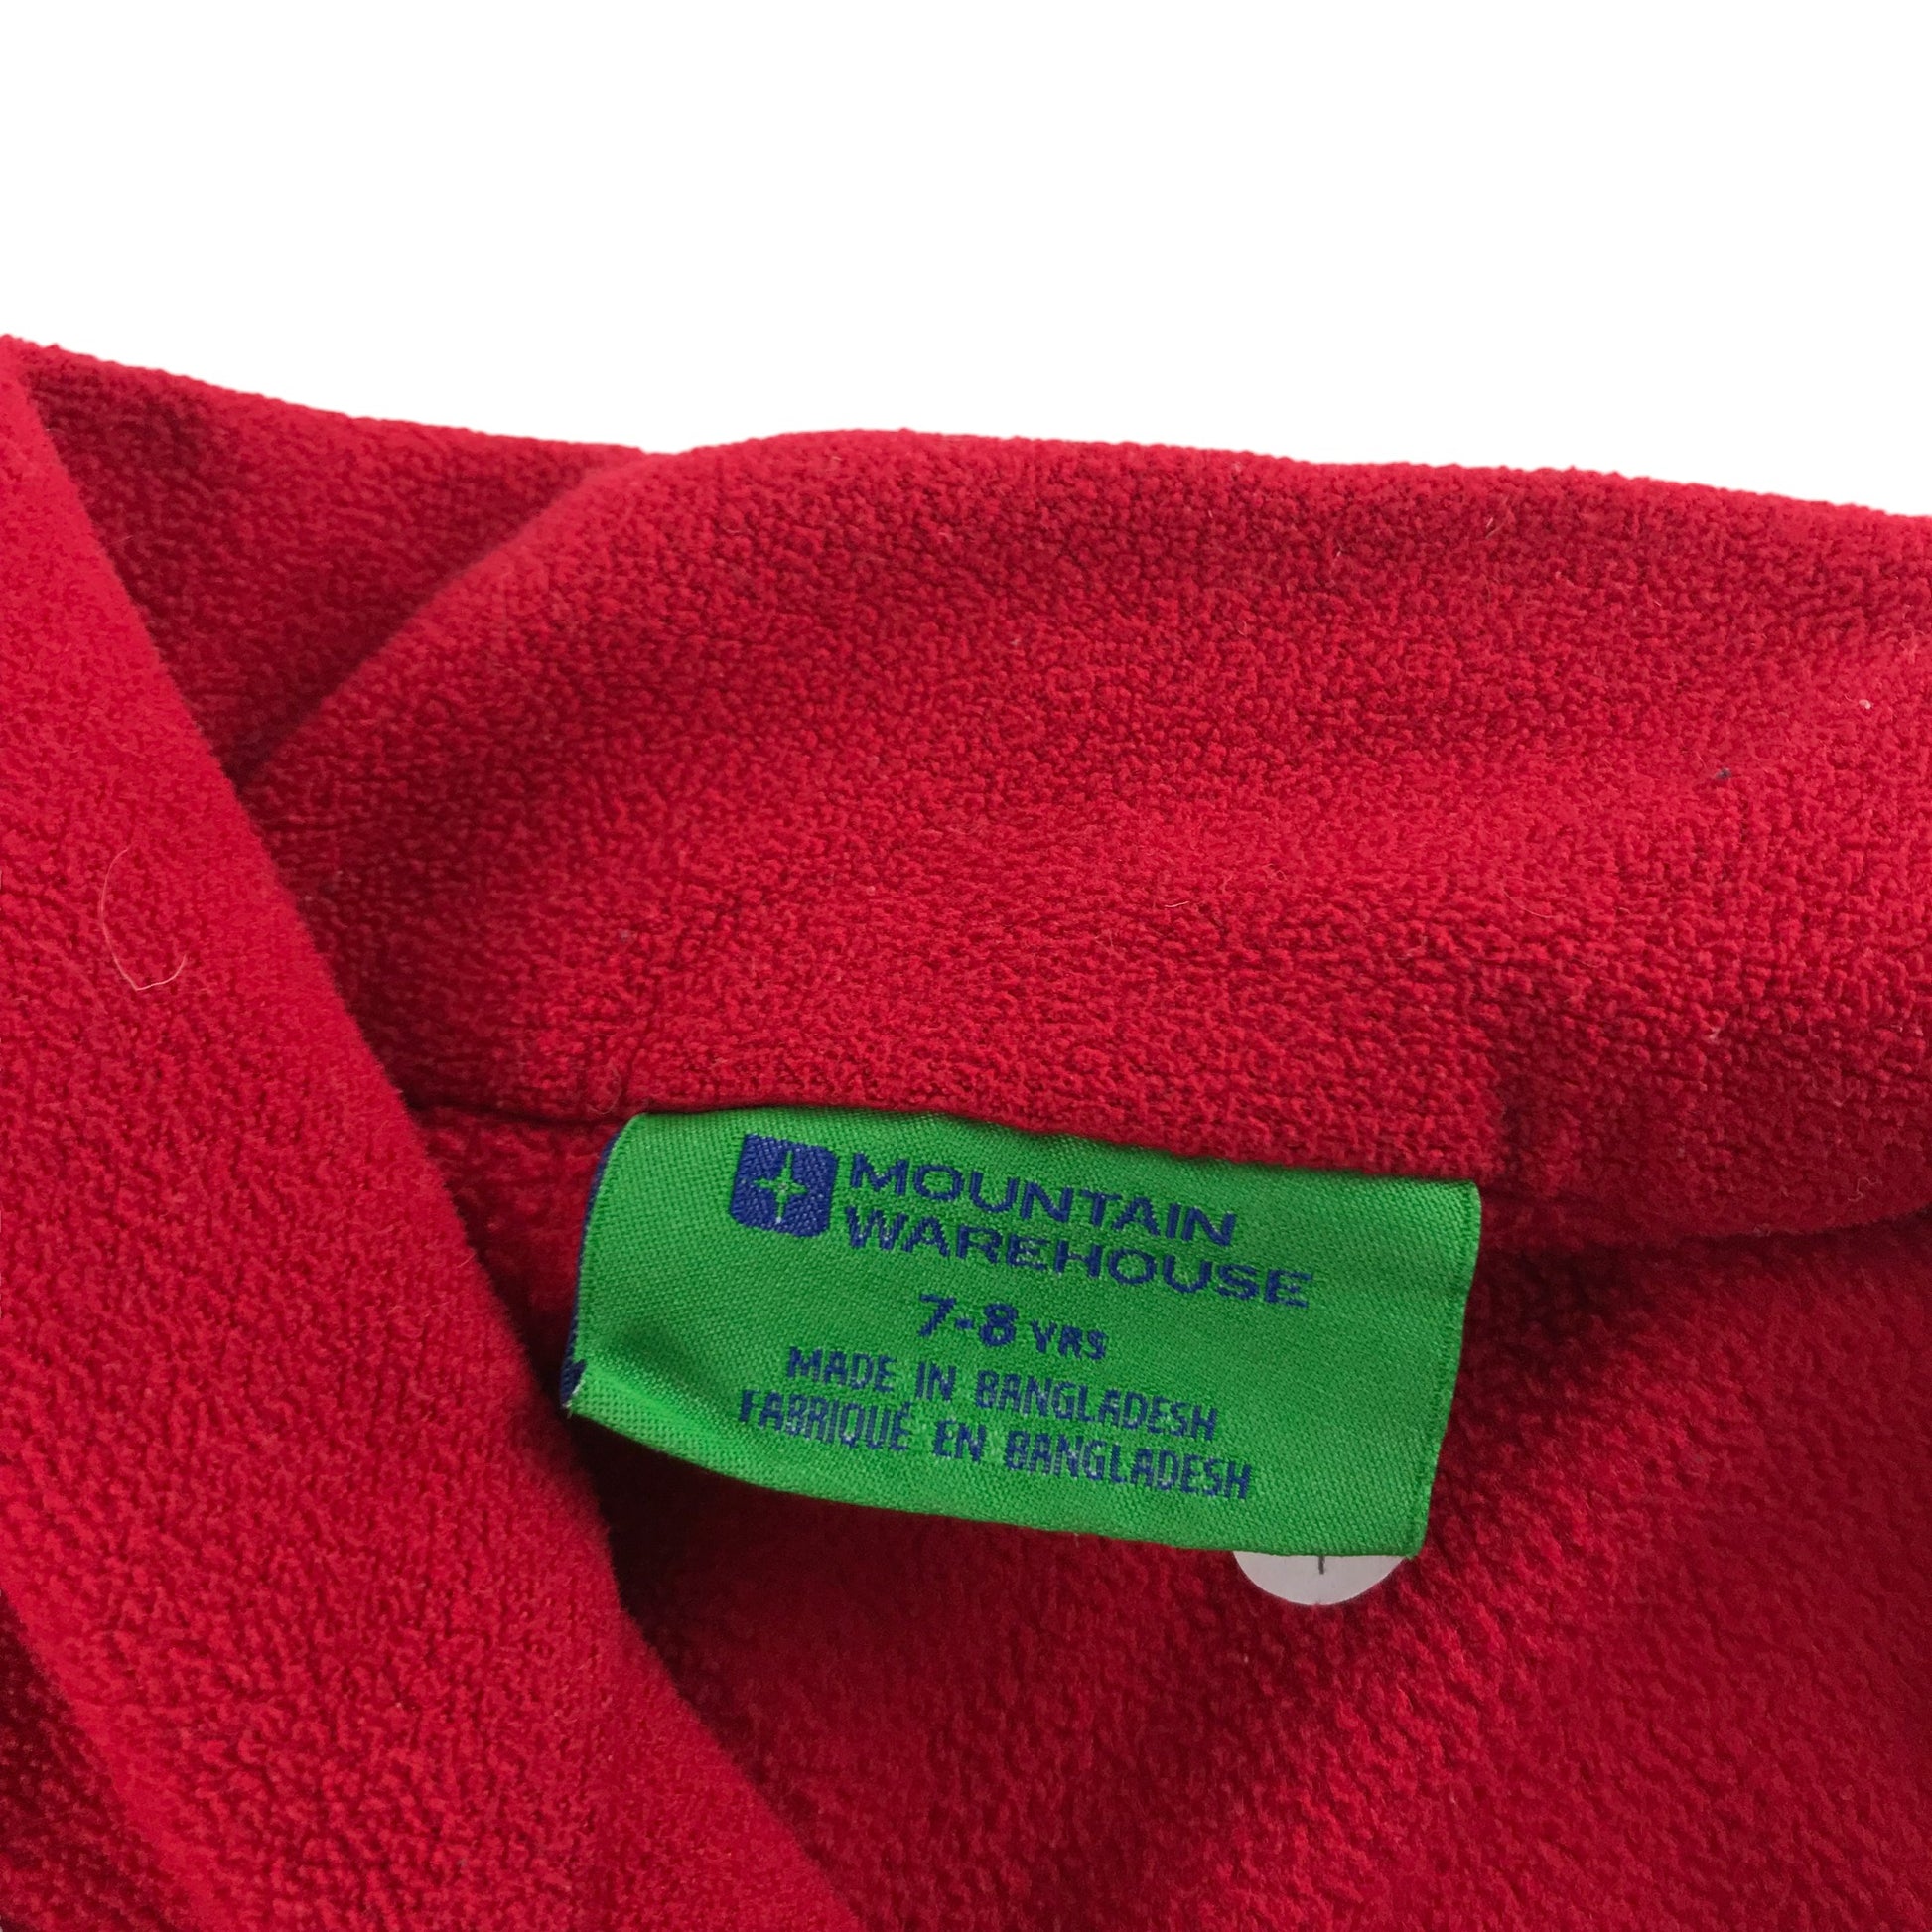 MOUNTAIN
WAREHOUSE
7-8 YRS
MADE IN BANGLADESH
FABRIQUÉ EN BANGLADESH